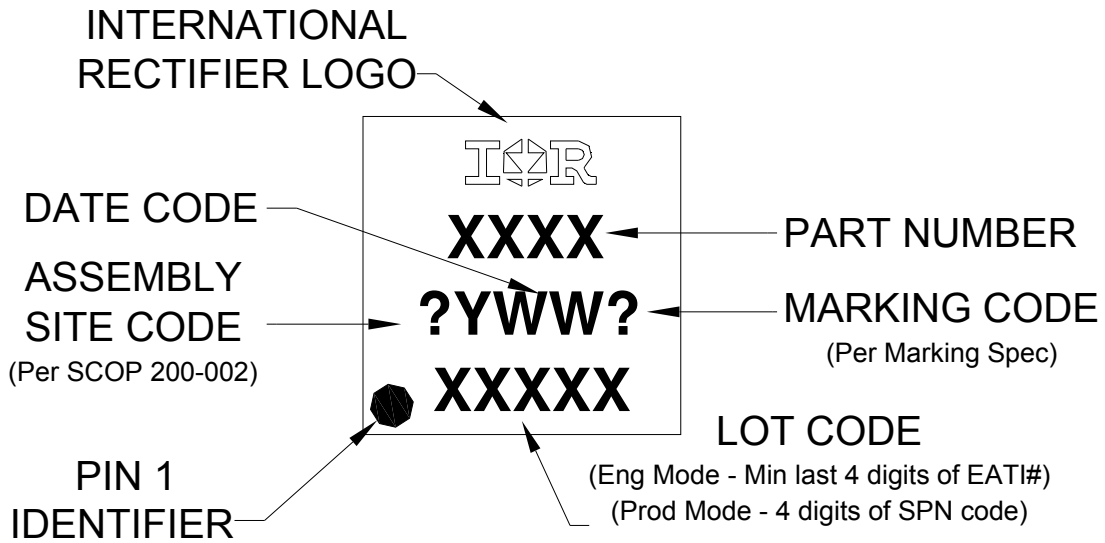 INTERNATIONAL
RECTIFIER LOGO
IR
XXXX
PART NUMBER
DATE CODE
ASSEMBLY
SITE CODE
(Per SCOP 200-002)
?YWW?
MARKING CODE
(Per Marking Spec)
XXXXX
LOT CODE
(Eng Mode - Min last 4 digits of EATI#)
(Prod Mode - 4 digits of SPN code)
PIN 1
IDENTIFIER